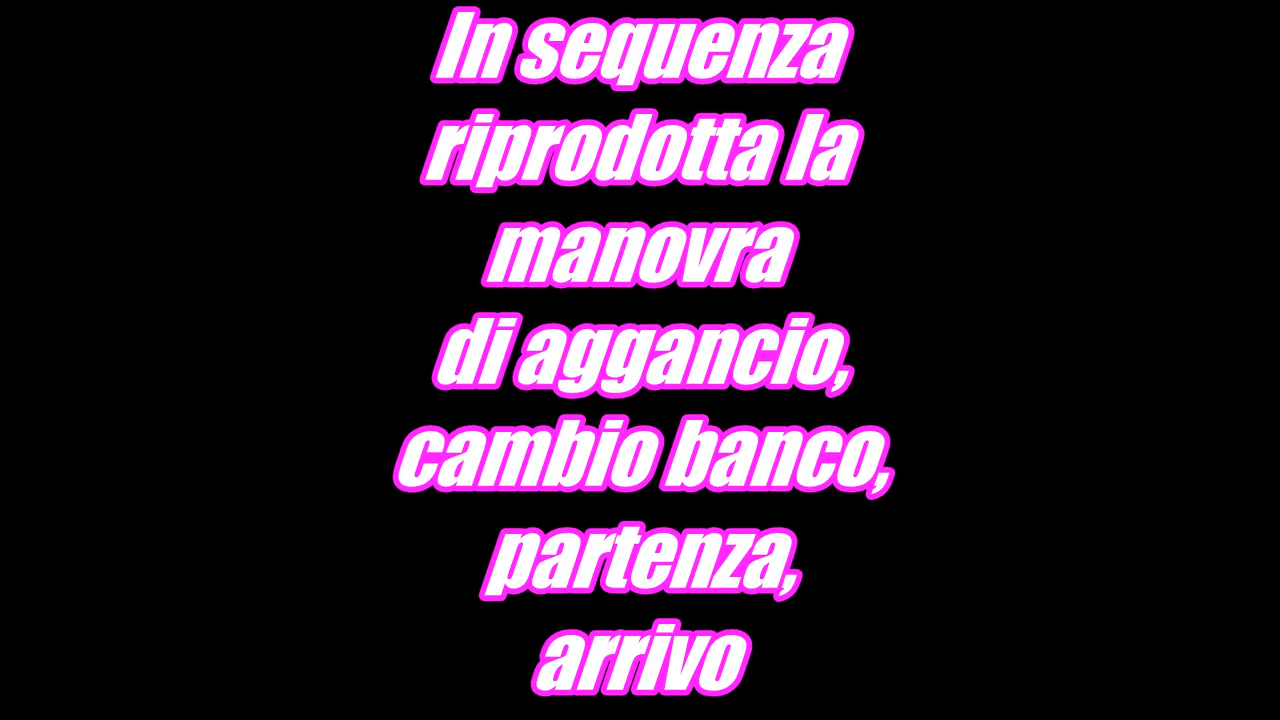 In sequenza
riprodotta la
manovra
di aggancio,
cambio banco,
partenza,
arrivo